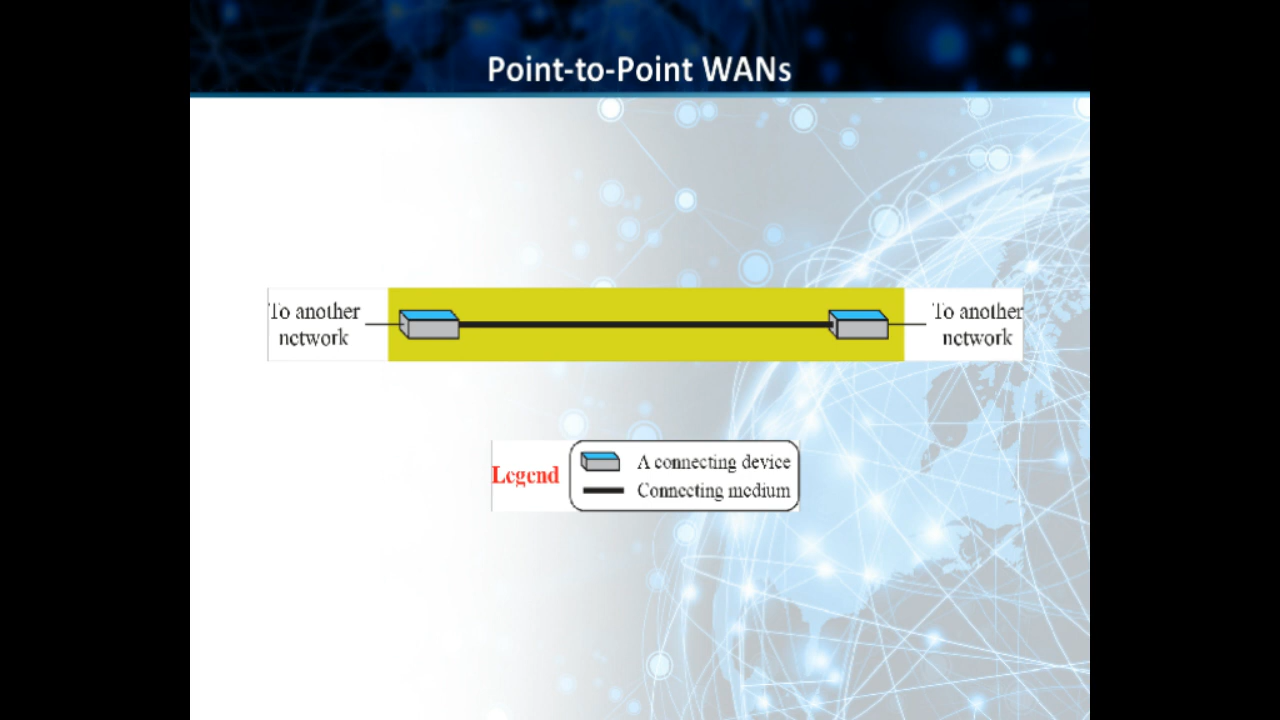 Point-to-Point WANs
To another
network
To another
network
Legend
A connecting device
Connecting medium